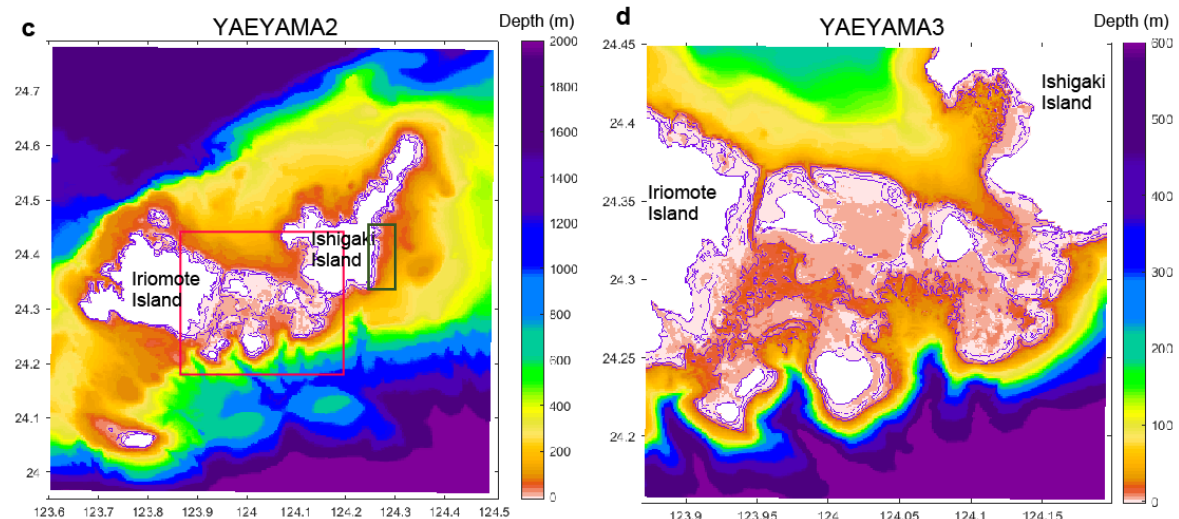 c
YAEYAMA2
Depth (m)
24.7
24.6
24.5
24.4
24.3
24.2
24.1
24
123.6 123.7 123.8 123.9 124 124.1 124.2 124.3 124.4 124.5
Iriomote
Island
Ishigaki
Island
2000
1800
1600
1400
1200
1000
800
600
400
200
0
d
YAEYAMA3
Depth (m)
24.45
24.4
24.35
24.3
24.25
24.2
123.9 123.95 124 124.05 124.1 124.15
Ishigaki
Island
Iriomote
Island
600
500
400
300
200
100
0